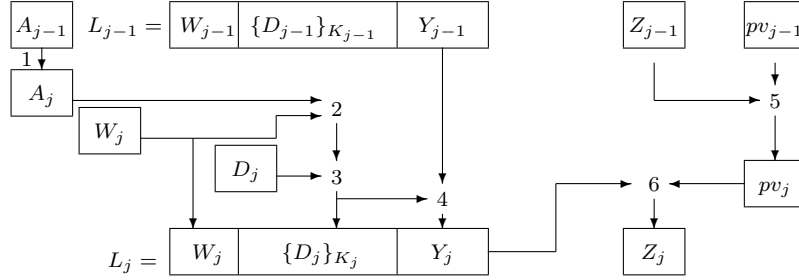 A_{j-1} L_{j-1} = W_{j-1} {D_{j-1}}_{K_{j-1}} Y_{j-1} Z_{j-1} pv_{j-1}
1
A_j 2 5
W_j
D_j 3 4 6 pv_j
L_j = W_j {D_j}_{K_j} Y_j Z_j